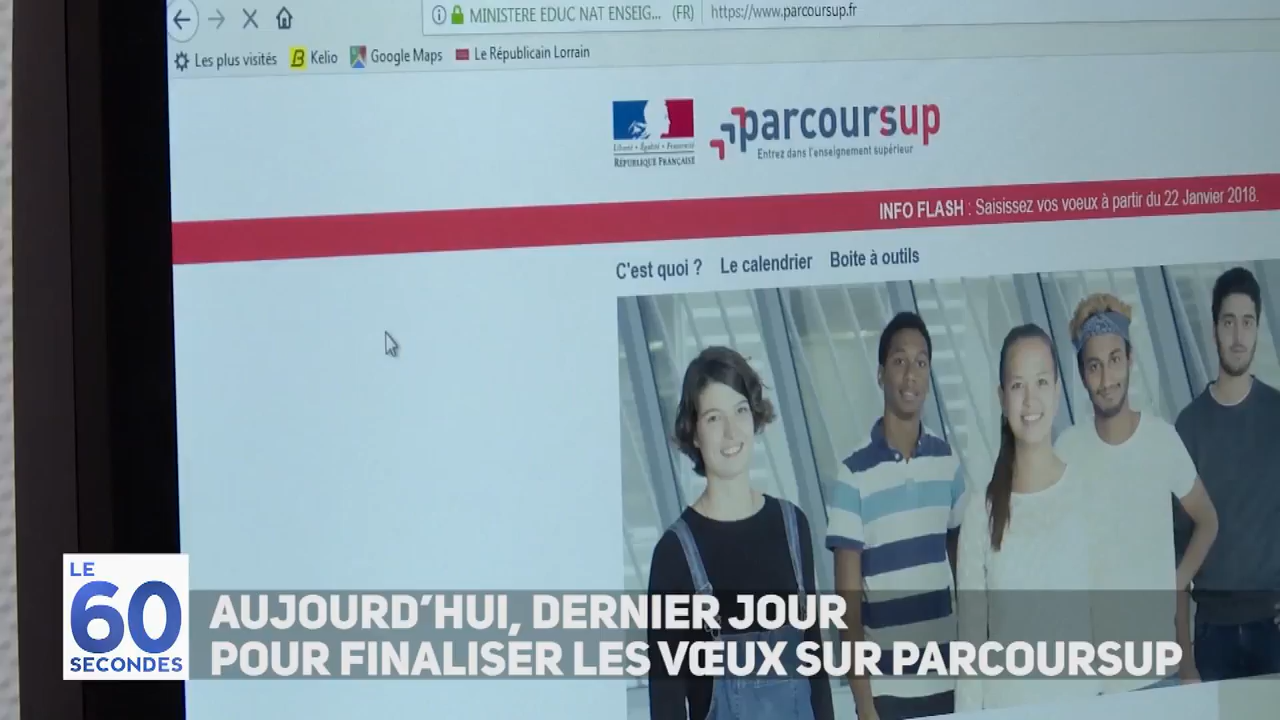 MINISTERE EDUC NAT ENSEIG... (FR) https://www.parcoursup.fr
Les plus visités Kelio Google Maps Le Républicain Lorrain
parcoursup
Entrez dans l'enseignement supérieur
Liberté • Égalité • Fraternité
RÉPUBLIQUE FRANÇAISE
INFO FLASH : Saisissez vos voeux à partir du 22 Janvier 2018.
C'est quoi ? Le calendrier Boite à outils
LE
60
SECONDES
AUJOURD'HUI, DERNIER JOUR
POUR FINALISER LES VŒUX SUR PARCOURSUP